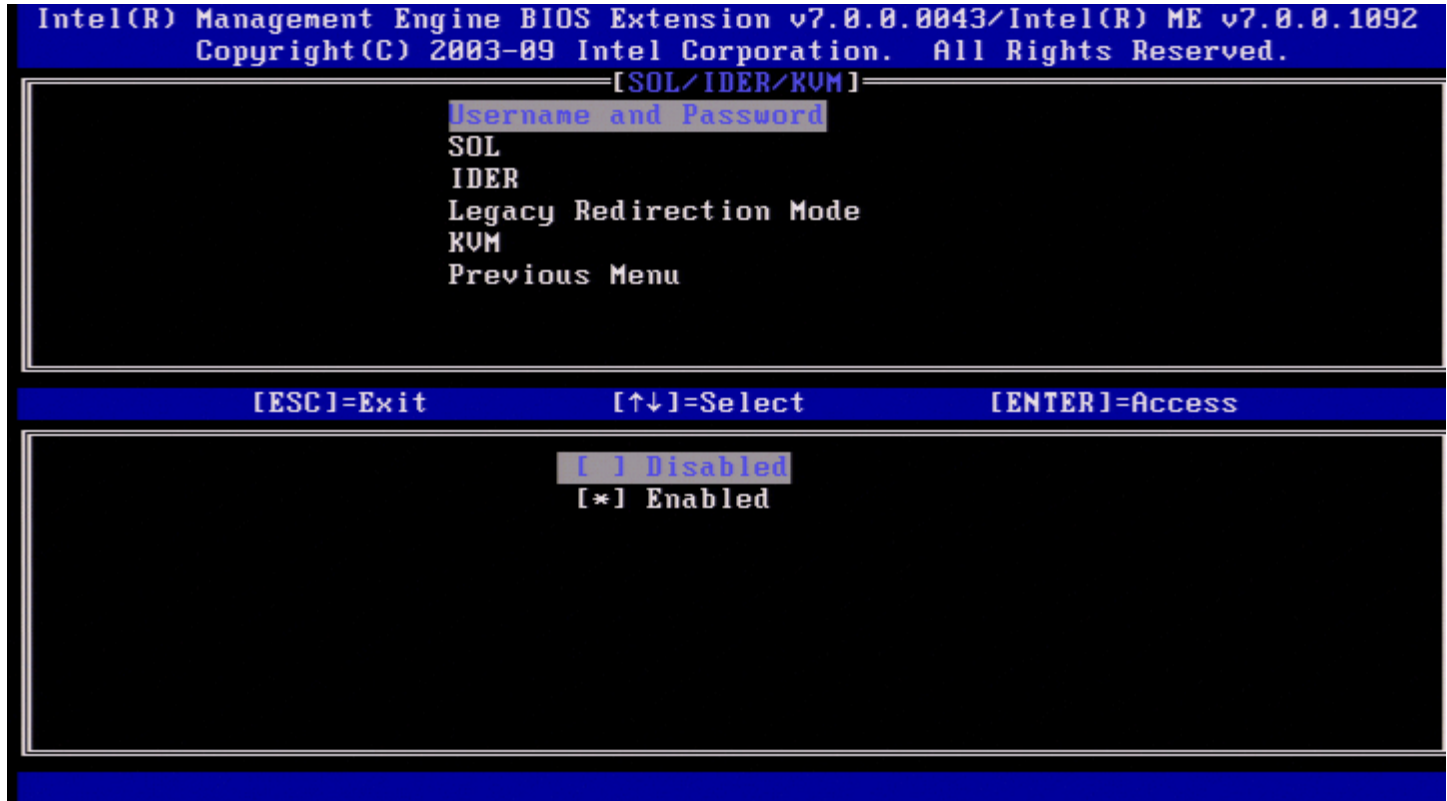 Intel(R) Management Engine BIOS Extension v7.0.0.0043/Intel(R) ME v7.0.0.1092
Copyright(C) 2003-09 Intel Corporation. All Rights Reserved.
[SOL/IDER/KVM]
Username and Password
SOL
IDER
Legacy Redirection Mode
KVM
Previous Menu
[ESC]=Exit [↑↓]=Select [ENTER]=Access
[ ] Disabled
[*] Enabled